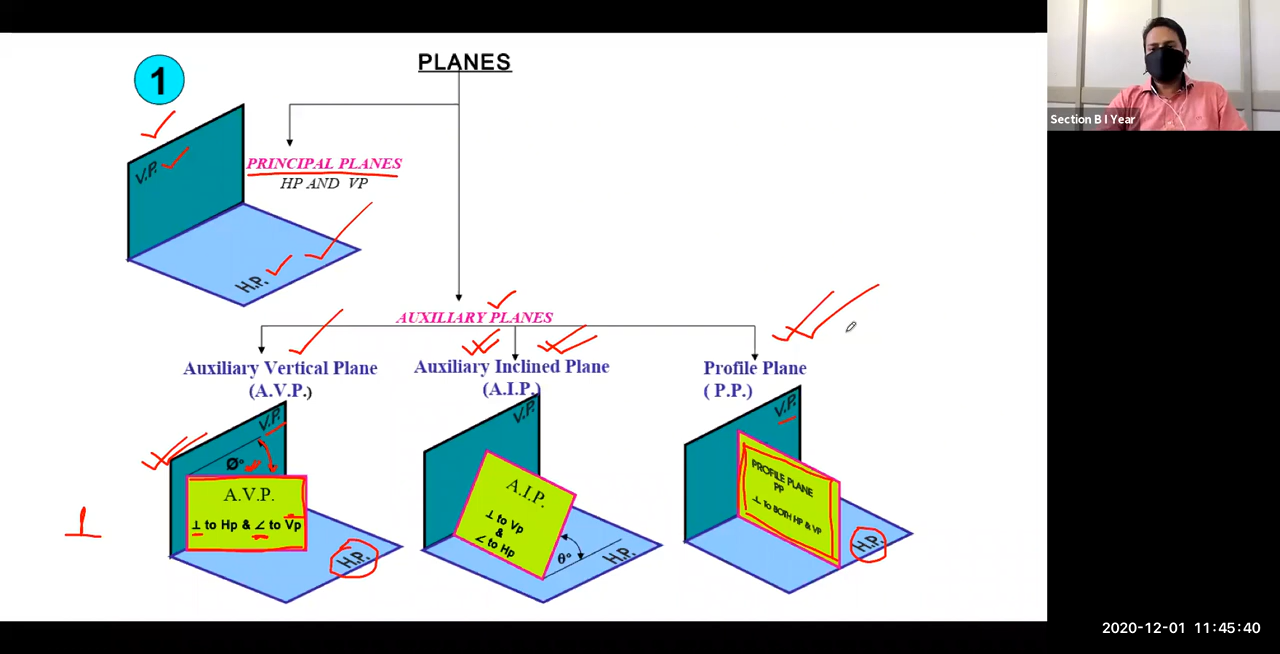 PLANES
1
V.P.
PRINCIPAL PLANES
HP AND VP
H.P.
AUXILIARY PLANES
Auxiliary Vertical Plane
(A.V.P.)
Auxiliary Inclined Plane
(A.I.P.)
Profile Plane
( P.P.)
V.P.
Ø°
A.V.P.
⊥ to Hp & ∠ to Vp
H.P.
⊥
V.P.
A.I.P.
⊥ to Vp
&
∠ to Hp
θ°
H.P.
V.P.
PROFILE PLANE
PP
⊥ To BOTH HP & VP
H.P.
Section B I Year
2020-12-01 11:45:40